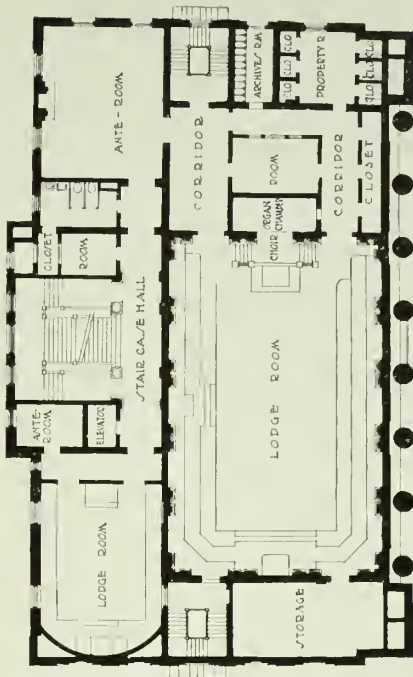 ANTE-ROOM
ARCHIVES RM
CLO
CLO
CLO
PROPERTY R.
CLO
CLO
CLO
CORRIDOR
ROOM
CORRIDOR
CLOSET
CLOSET
ROOM
ORGAN
CHAMBER
CHOIR
STAIR CASE HALL
ANTE-
ROOM
ELEVATOR
LODGE ROOM
LODGE ROOM
STORAGE